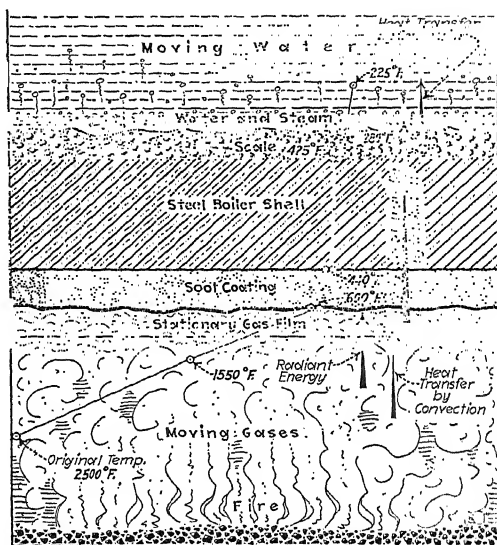 Heat Transfer
Moving Water
225°F.
Water and Steam
Scale
Steel Boiler Shell
Soot Coating
Stationary Gas Film
1550°F.
Radiant
Energy
Heat
Transfer
by
Convection
Moving Gases
Original Temp.
2500°F.
Fire